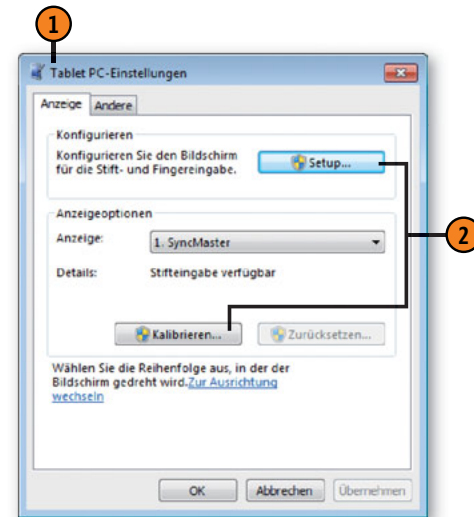 1
Tablet PC-Einstellungen
Anzeige Andere
Konfigurieren
Konfigurieren Sie den Bildschirm
für die Stift- und Fingereingabe.
Setup...
2
Anzeigeoptionen
Anzeige:
1. SyncMaster
Details:
Stifteingabe verfügbar
Kalibrieren...
Zurücksetzen...
Wählen Sie die Reihenfolge aus, in der der
Bildschirm gedreht wird.Zur Ausrichtung
wechseln
OK
Abbrechen
Übernehmen